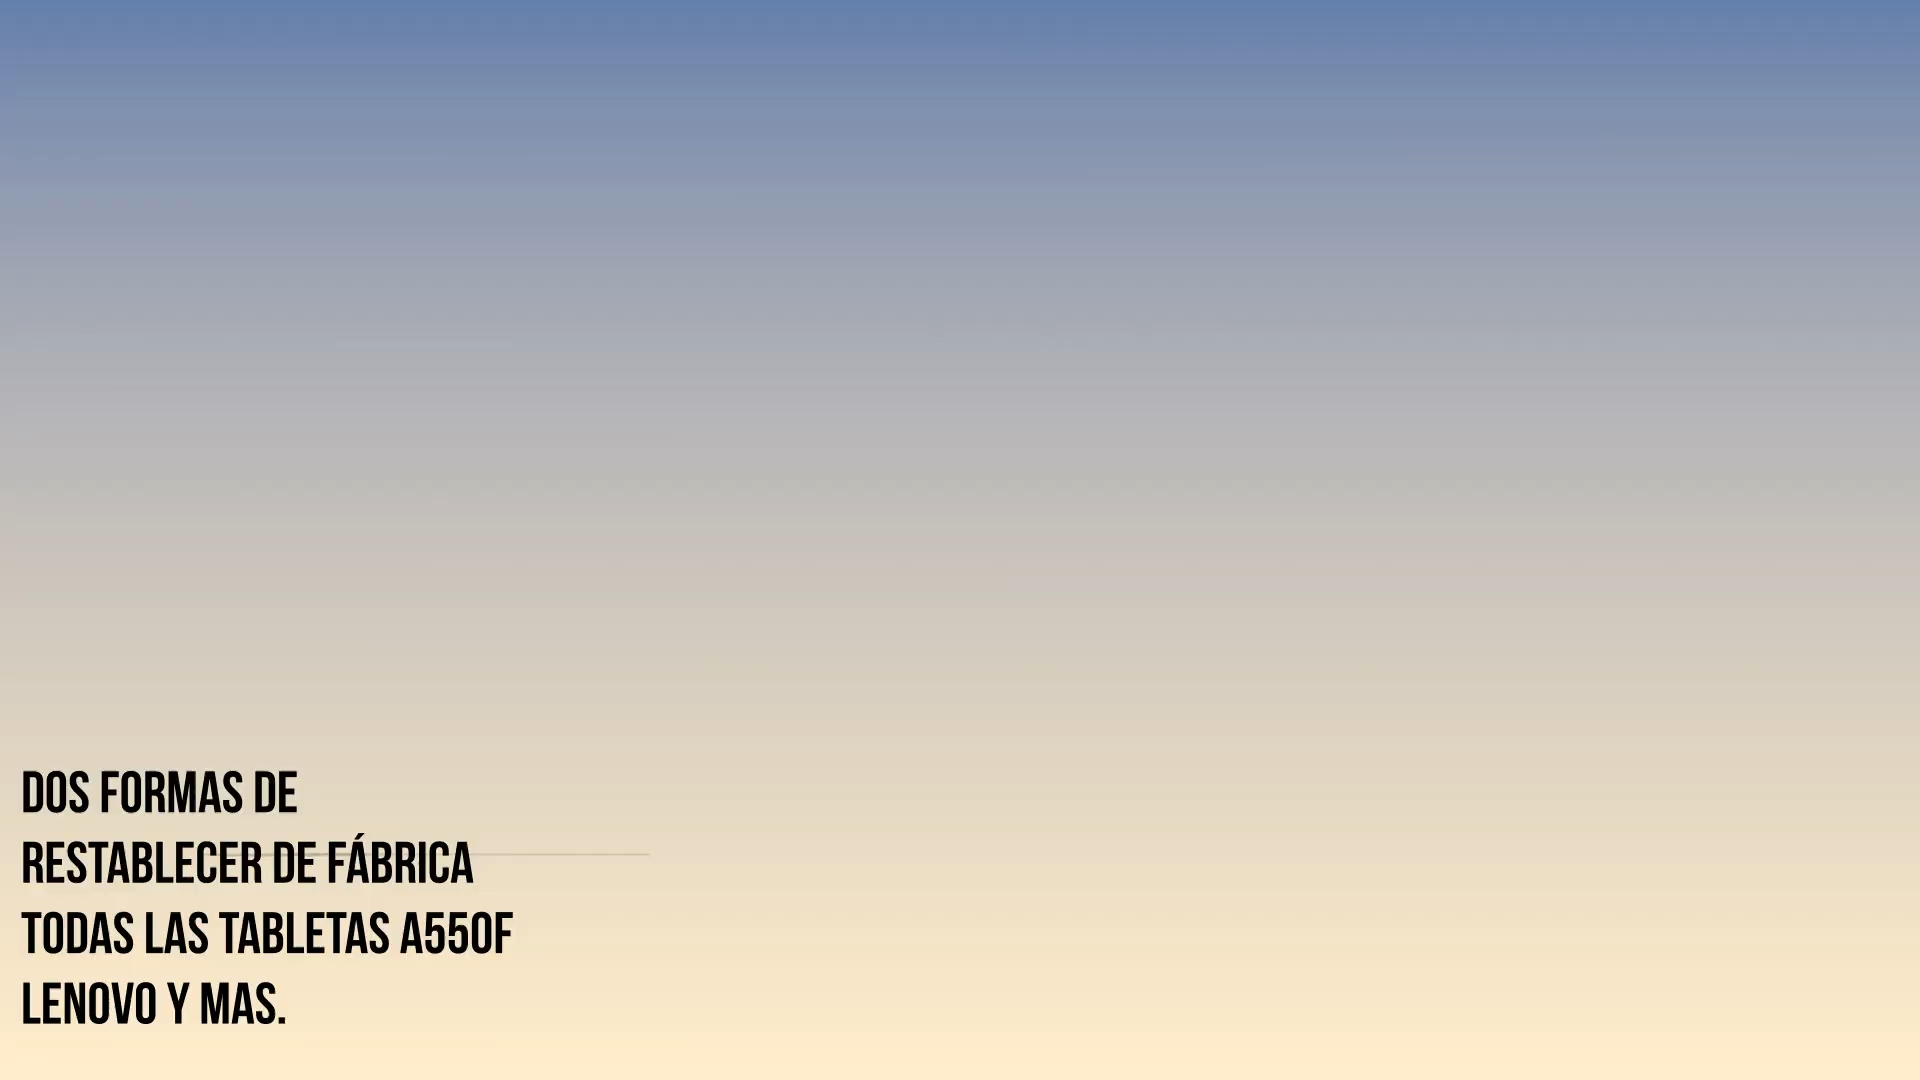 DOS FORMAS DE
RESTABLECER DE FÁBRICA
TODAS LAS TABLETAS A550F
LENOVO Y MAS.